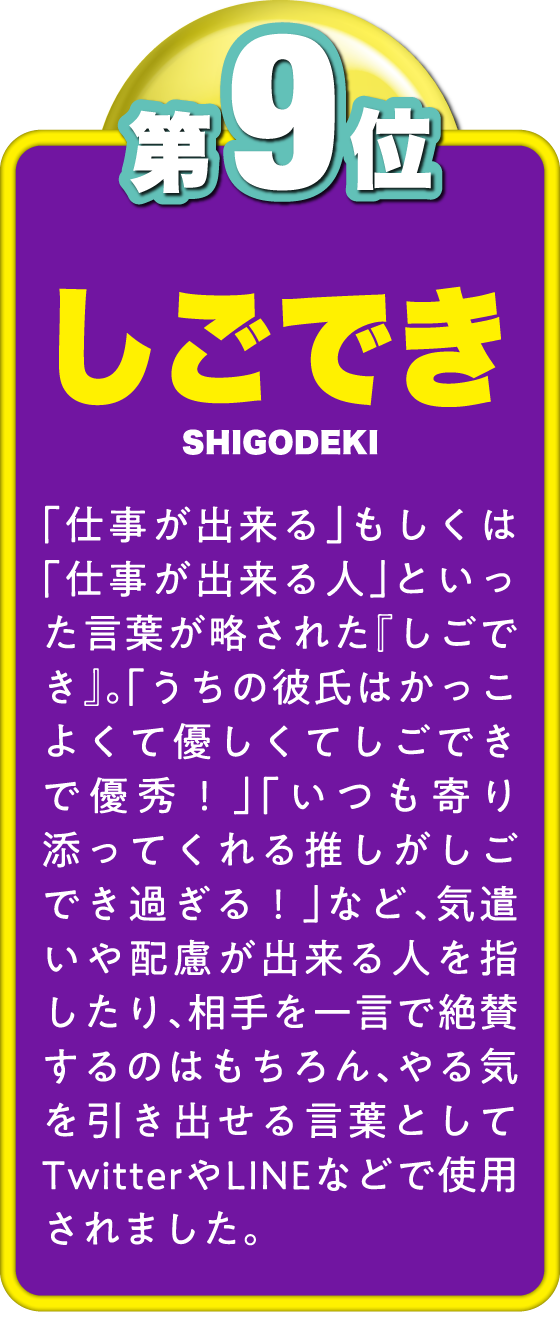 第9位
しごでき
SHIGODEKI
「仕事が出来る」もしくは
「仕事が出来る人」といっ
た言葉が略された『しごで
き』。「うちの彼氏はかっこ
よくて優しくてしごでき
で優秀！」「いつも寄り
添ってくれる推しがしご
でき過ぎる！」など、気遣
いや配慮が出来る人を指
したり、相手を一言で絶賛
するのはもちろん、やる気
を引き出せる言葉として
TwitterやLINEなどで使用
されました。